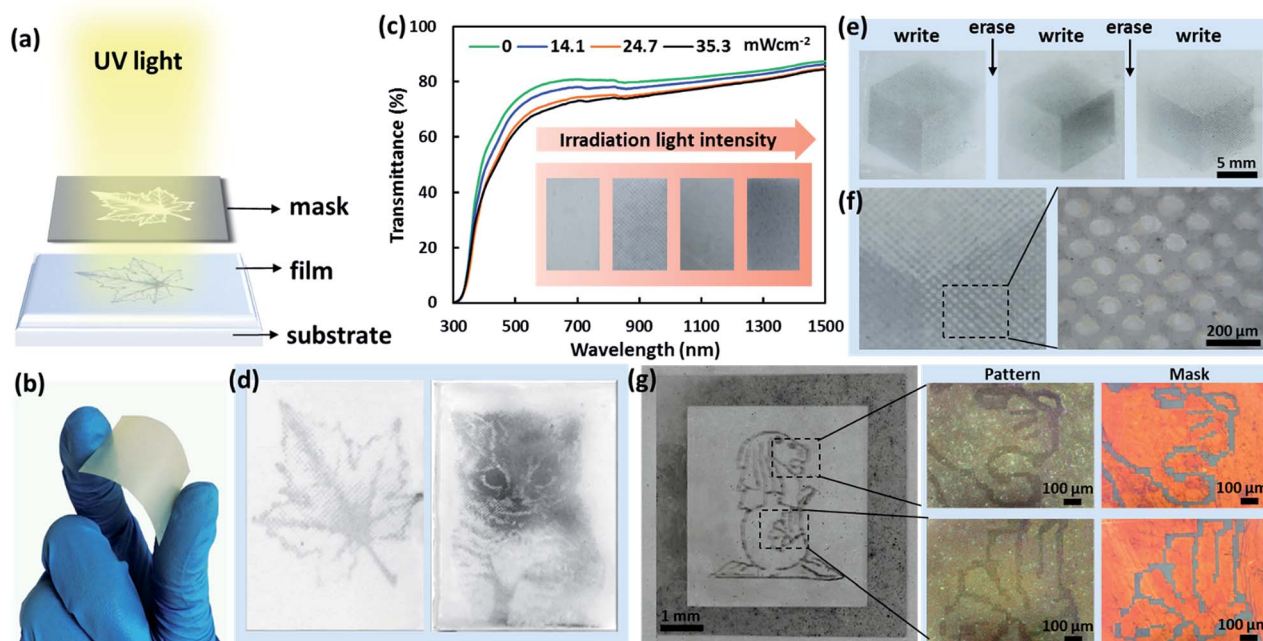 (a)
UV light
mask
film
substrate
(b)
(c)
0 14.1 24.7 35.3 mWcm-2
Transmittance (%)
100
80
60
40
20
0
Irradiation light intensity
300 500 700 900 1100 1300 1500
Wavelength (nm)
(d)
(e)
write erase write erase write
5 mm
(f)
200 µm
(g)
1 mm
Pattern Mask
100 µm 100 µm
100 µm 100 µm